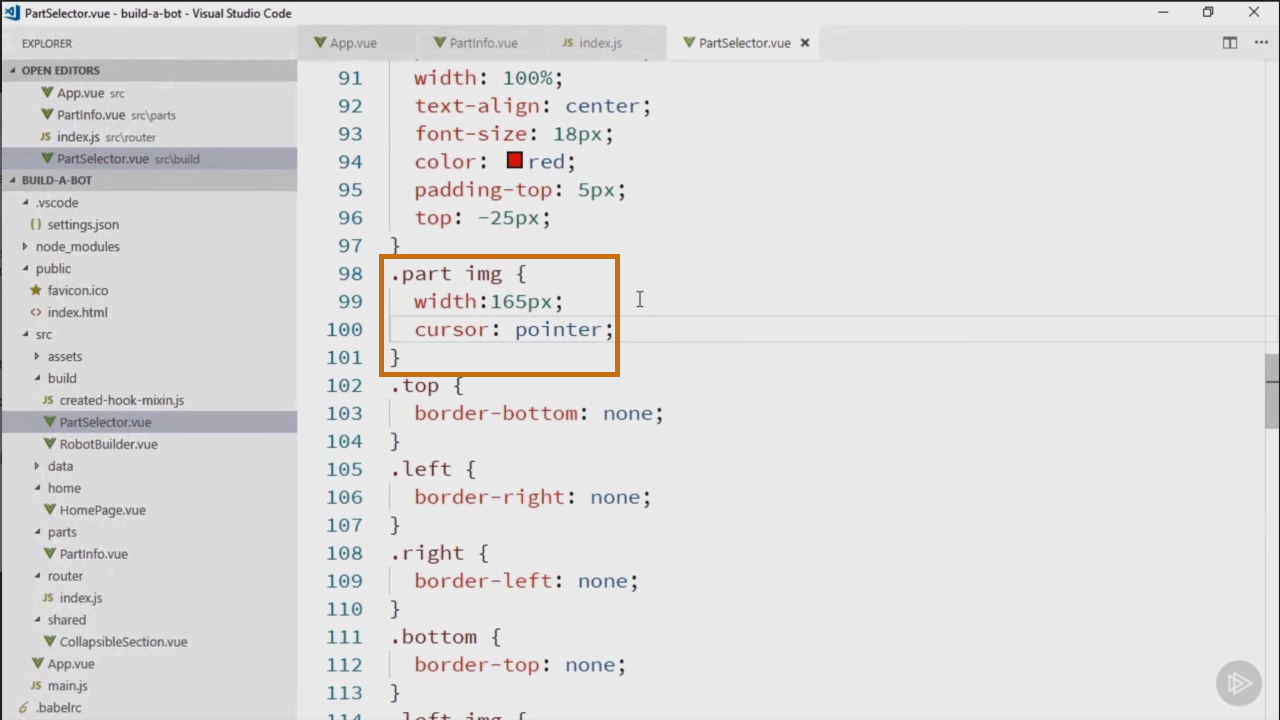 PartSelector.vue - build-a-bot - Visual Studio Code
EXPLORER
OPEN EDITORS
App.vue src
PartInfo.vue src\parts
JS index.js src\router
PartSelector.vue src\build
BUILD-A-BOT
.vscode
{} settings.json
node_modules
public
favicon.ico
<> index.html
src
assets
build
JS created-hook-mixin.js
PartSelector.vue
RobotBuilder.vue
data
home
HomePage.vue
parts
PartInfo.vue
router
JS index.js
shared
CollapsibleSection.vue
App.vue
JS main.js
6 .babelrc
App.vue
PartInfo.vue
JS index.js
PartSelector.vue
91 width: 100%;
92 text-align: center;
93 font-size: 18px;
94 color: red;
95 padding-top: 5px;
96 top: -25px;
97 }
98 .part img {
99 width:165px;
100 cursor: pointer;
101 }
102 .top {
103 border-bottom: none;
104 }
105 .left {
106 border-right: none;
107 }
108 .right {
109 border-left: none;
110 }
111 .bottom {
112 border-top: none;
113 }
114 .left img {